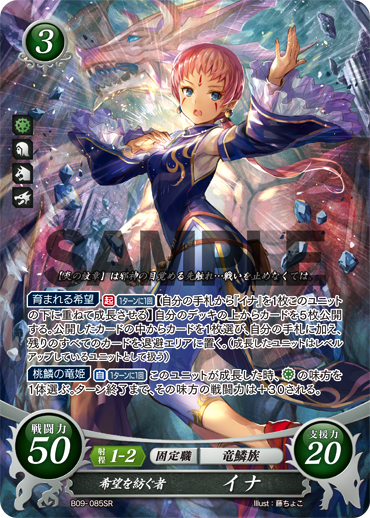 3
SAMPLE
【炎の紋章】は邪神の目覚める先触れ…戦いを止めなくては。
育まれる希望 起 1ターンに1回 【自分の手札から「イナ」を1枚このユニット
の下に重ねて成長させる】自分のデッキの上からカードを5枚公開
する。公開したカードの中からカードを1枚選び、自分の手札に加え、
残りのすべてのカードを退避エリアに置く。(成長したユニットはレベル
アップしているユニットとして扱う)
桃鱗の竜姫 自 1ターンに1回 このユニットが成長した時、の味方を
1体選ぶ。ターン終了まで、その味方の戦闘力は+30される。
戦闘力
50
射程 1-2 固定職 竜鱗族
支援力
20
希望を紡ぐ者 イナ
B09-085SR Illust:藤ちょこ